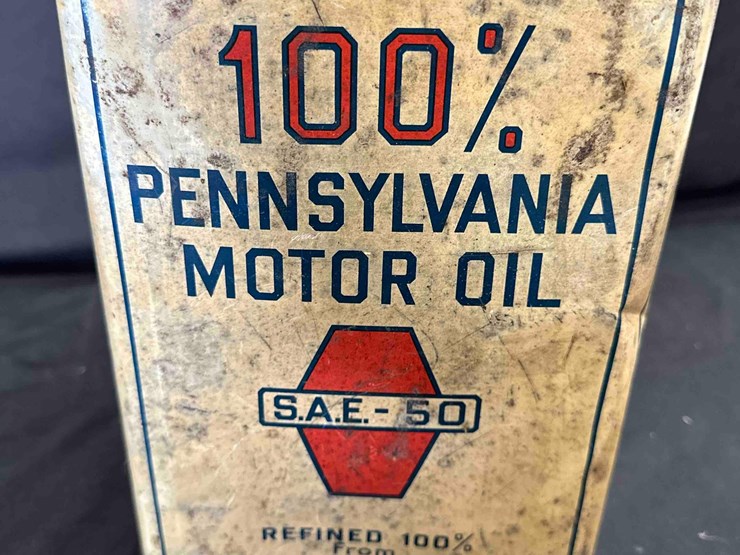 100%
PENNSYLVANIA
MOTOR OIL
S.A.E.-50
REFINED 100%
From